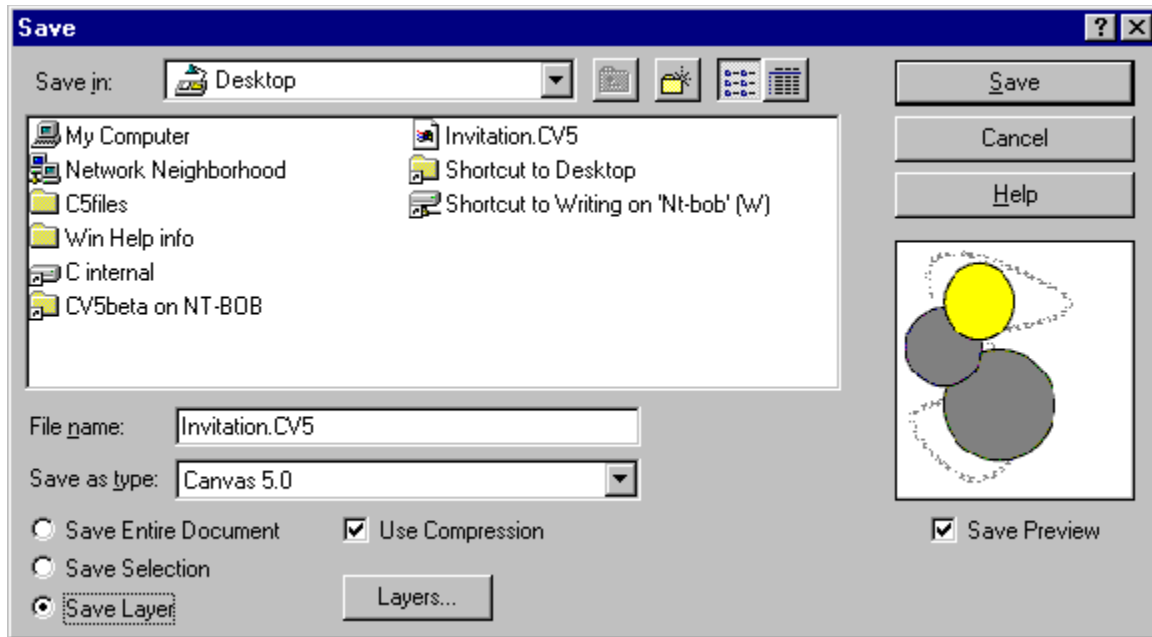 Save
Save in:
Desktop
Save
My Computer
Invitation.CV5
Cancel
Network Neighborhood
Shortcut to Desktop
C5files
Shortcut to Writing on 'Nt-bob' (W)
Help
Win Help info
C internal
CV5beta on NT-BOB
File name:
Invitation.CV5
Save as type:
Canvas 5.0
Save Entire Document
Use Compression
Save Preview
Save Selection
Save Layer
Layers...